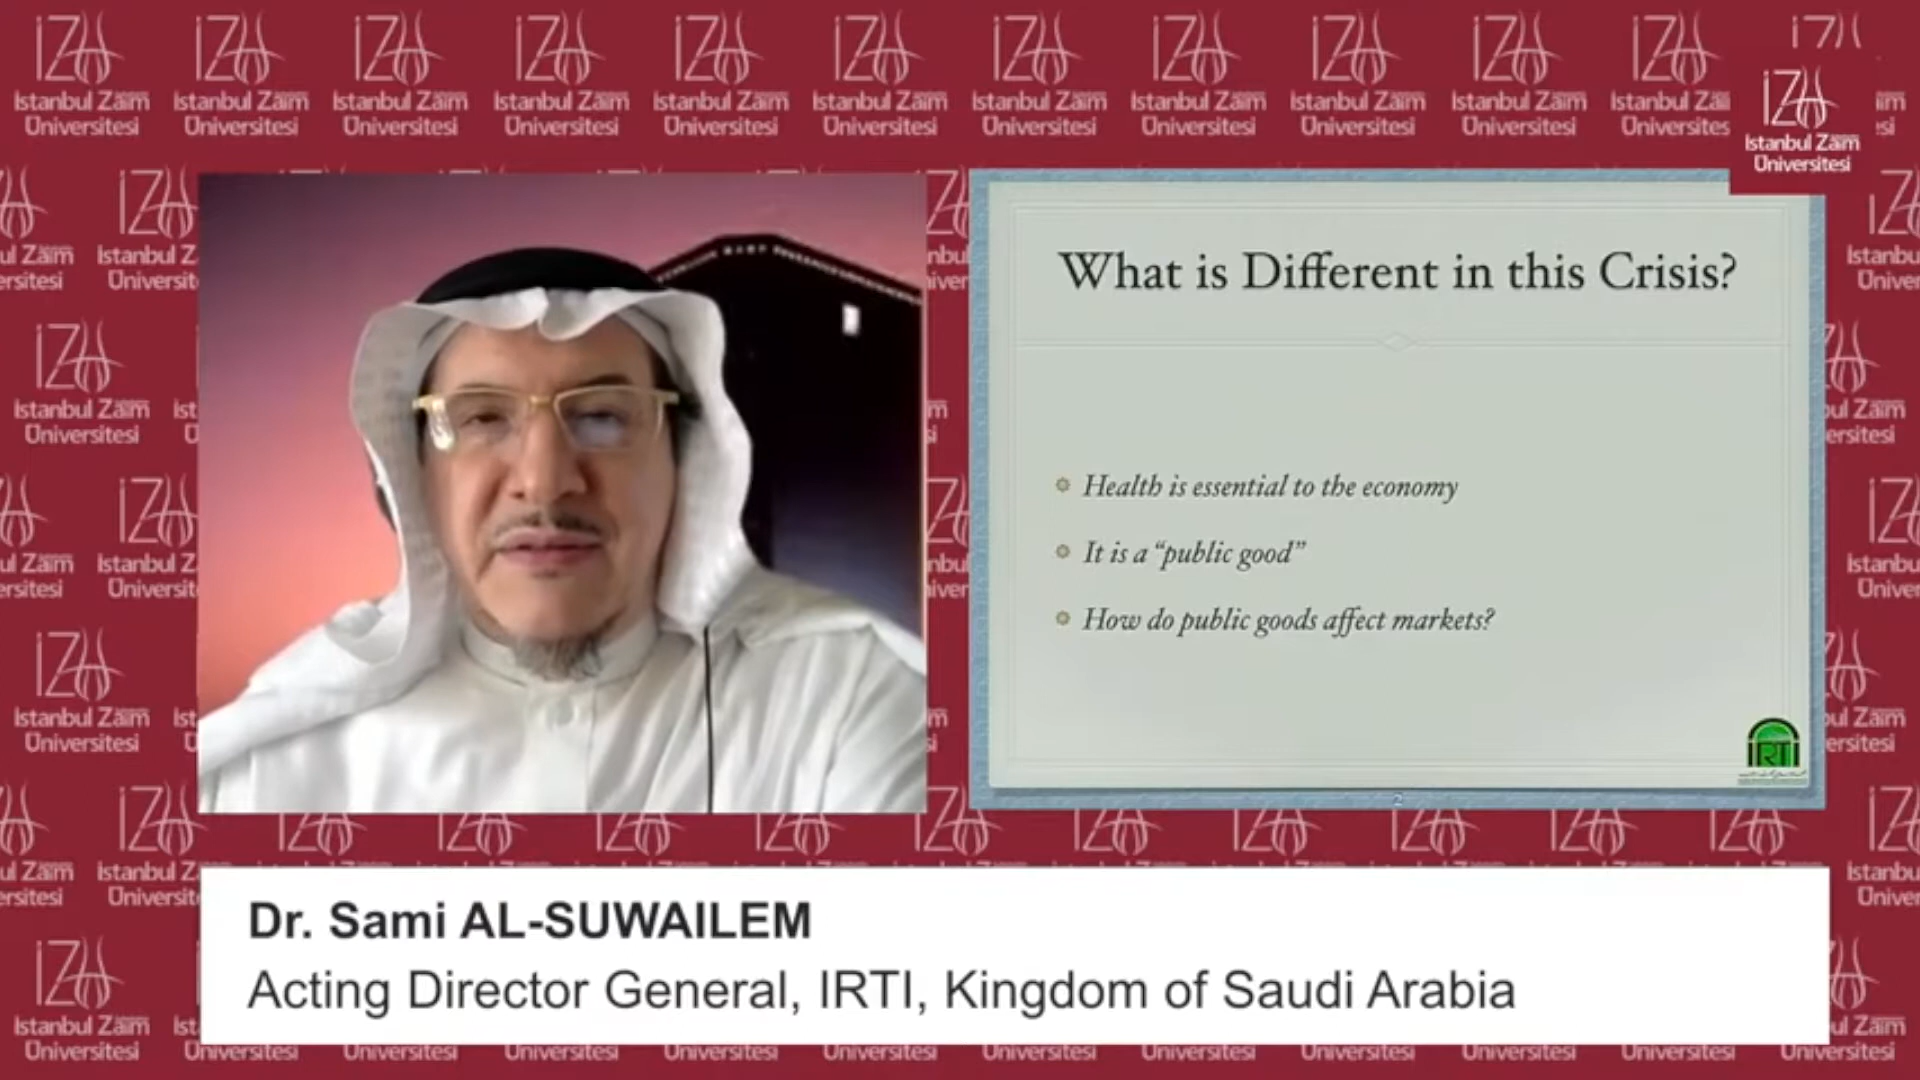 İZÜ
İstanbul Zaim
Üniversitesi
What is Different in this Crisis?
Health is essential to the economy
It is a “public good”
How do public goods affect markets?
IRTI
2
Dr. Sami AL-SUWAILEM
Acting Director General, IRTI, Kingdom of Saudi Arabia